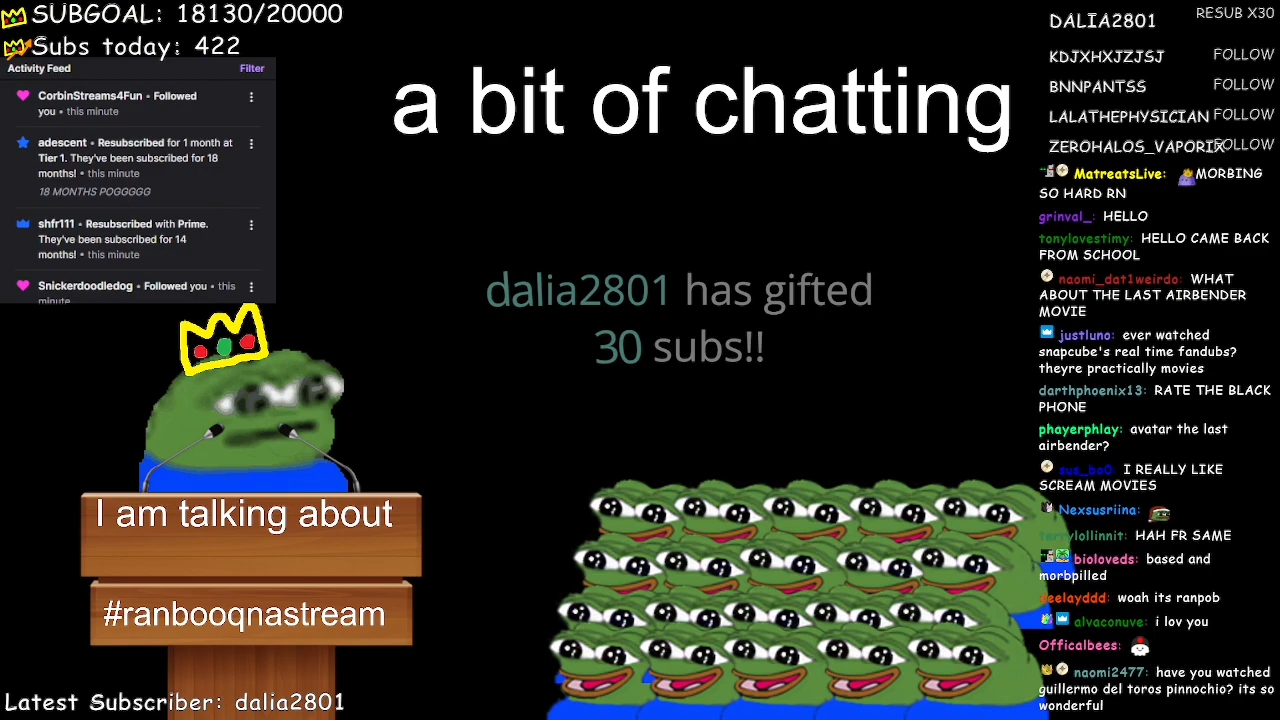 SUBGOAL: 18130/20000
Subs today: 422
Activity Feed Filter
CorbinStreams4Fun • Followed
you • this minute
adescent • Resubscribed for 1 month at
Tier 1. They've been subscribed for 18
months! • this minute
18 MONTHS POGGGGG
shfr111 • Resubscribed with Prime.
They've been subscribed for 14
months! • this minute
Snickerdoodledog • Followed you • this
minute
a bit of chatting
dalia2801 has gifted
30 subs!!
I am talking about
#ranbooqnastream
Latest Subscriber: dalia2801
DALIA2801 RESUB X30
KDJXHXJZJSJ FOLLOW
BNNPANTSS FOLLOW
LALATHEPHYSICIAN FOLLOW
ZEROHALOS_VAPORIX FOLLOW
MatreatsLive: MORBING
SO HARD RN
grinval_: HELLO
tonylovestimy: HELLO CAME BACK
FROM SCHOOL
naomi_dat1weirdo: WHAT
ABOUT THE LAST AIRBENDER
MOVIE
justluno: ever watched
snapcube's real time fandubs?
theyre practically movies
darthphoenix13: RATE THE BLACK
PHONE
phayerphlay: avatar the last
airbender?
sus_bo0: I REALLY LIKE
SCREAM MOVIES
Nexsusriina:
terrylollinnit: HAH FR SAME
bioloveds: based and
morbpilled
deelayddd: woah its ranpob
alvaconuve: i lov you
Officalbees:
naomi2477: have you watched
guillermo del toros pinnochio? its so
wonderful